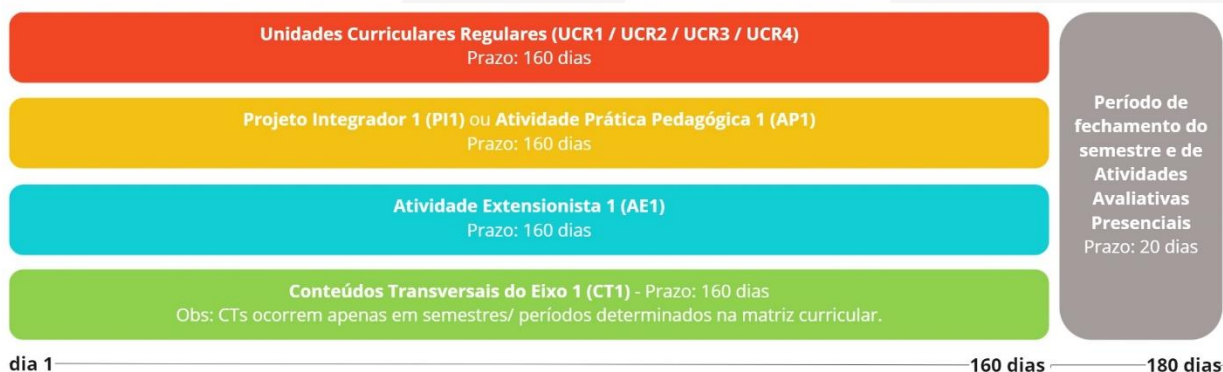 Unidades Curriculares Regulares (UCR1 / UCR2 / UCR3 / UCR4)
Prazo: 160 dias
Projeto Integrador 1 (PI1) ou Atividade Prática Pedagógica 1 (AP1)
Prazo: 160 dias
Atividade Extensionista 1 (AE1)
Prazo: 160 dias
Conteúdos Transversais do Eixo 1 (CT1) - Prazo: 160 dias
Obs: CTs ocorrem apenas em semestres/ períodos determinados na matriz curricular.
Período de
fechamento do
semestre e de
Atividades
Avaliativas
Presenciais
Prazo: 20 dias
dia 1
160 dias
180 dias